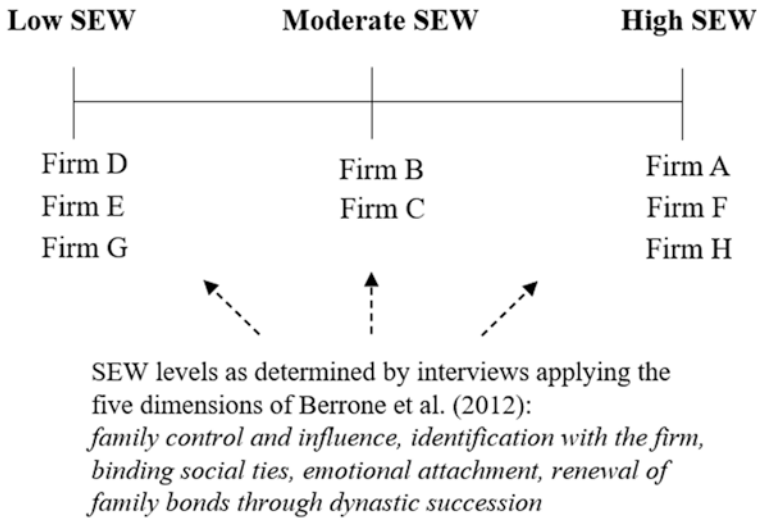 Low SEW
Moderate SEW
High SEW
Firm D
Firm E
Firm G
Firm B
Firm C
Firm A
Firm F
Firm H
SEW levels as determined by interviews applying the
five dimensions of Berrone et al. (2012):
family control and influence, identification with the firm,
binding social ties, emotional attachment, renewal of
family bonds through dynastic succession